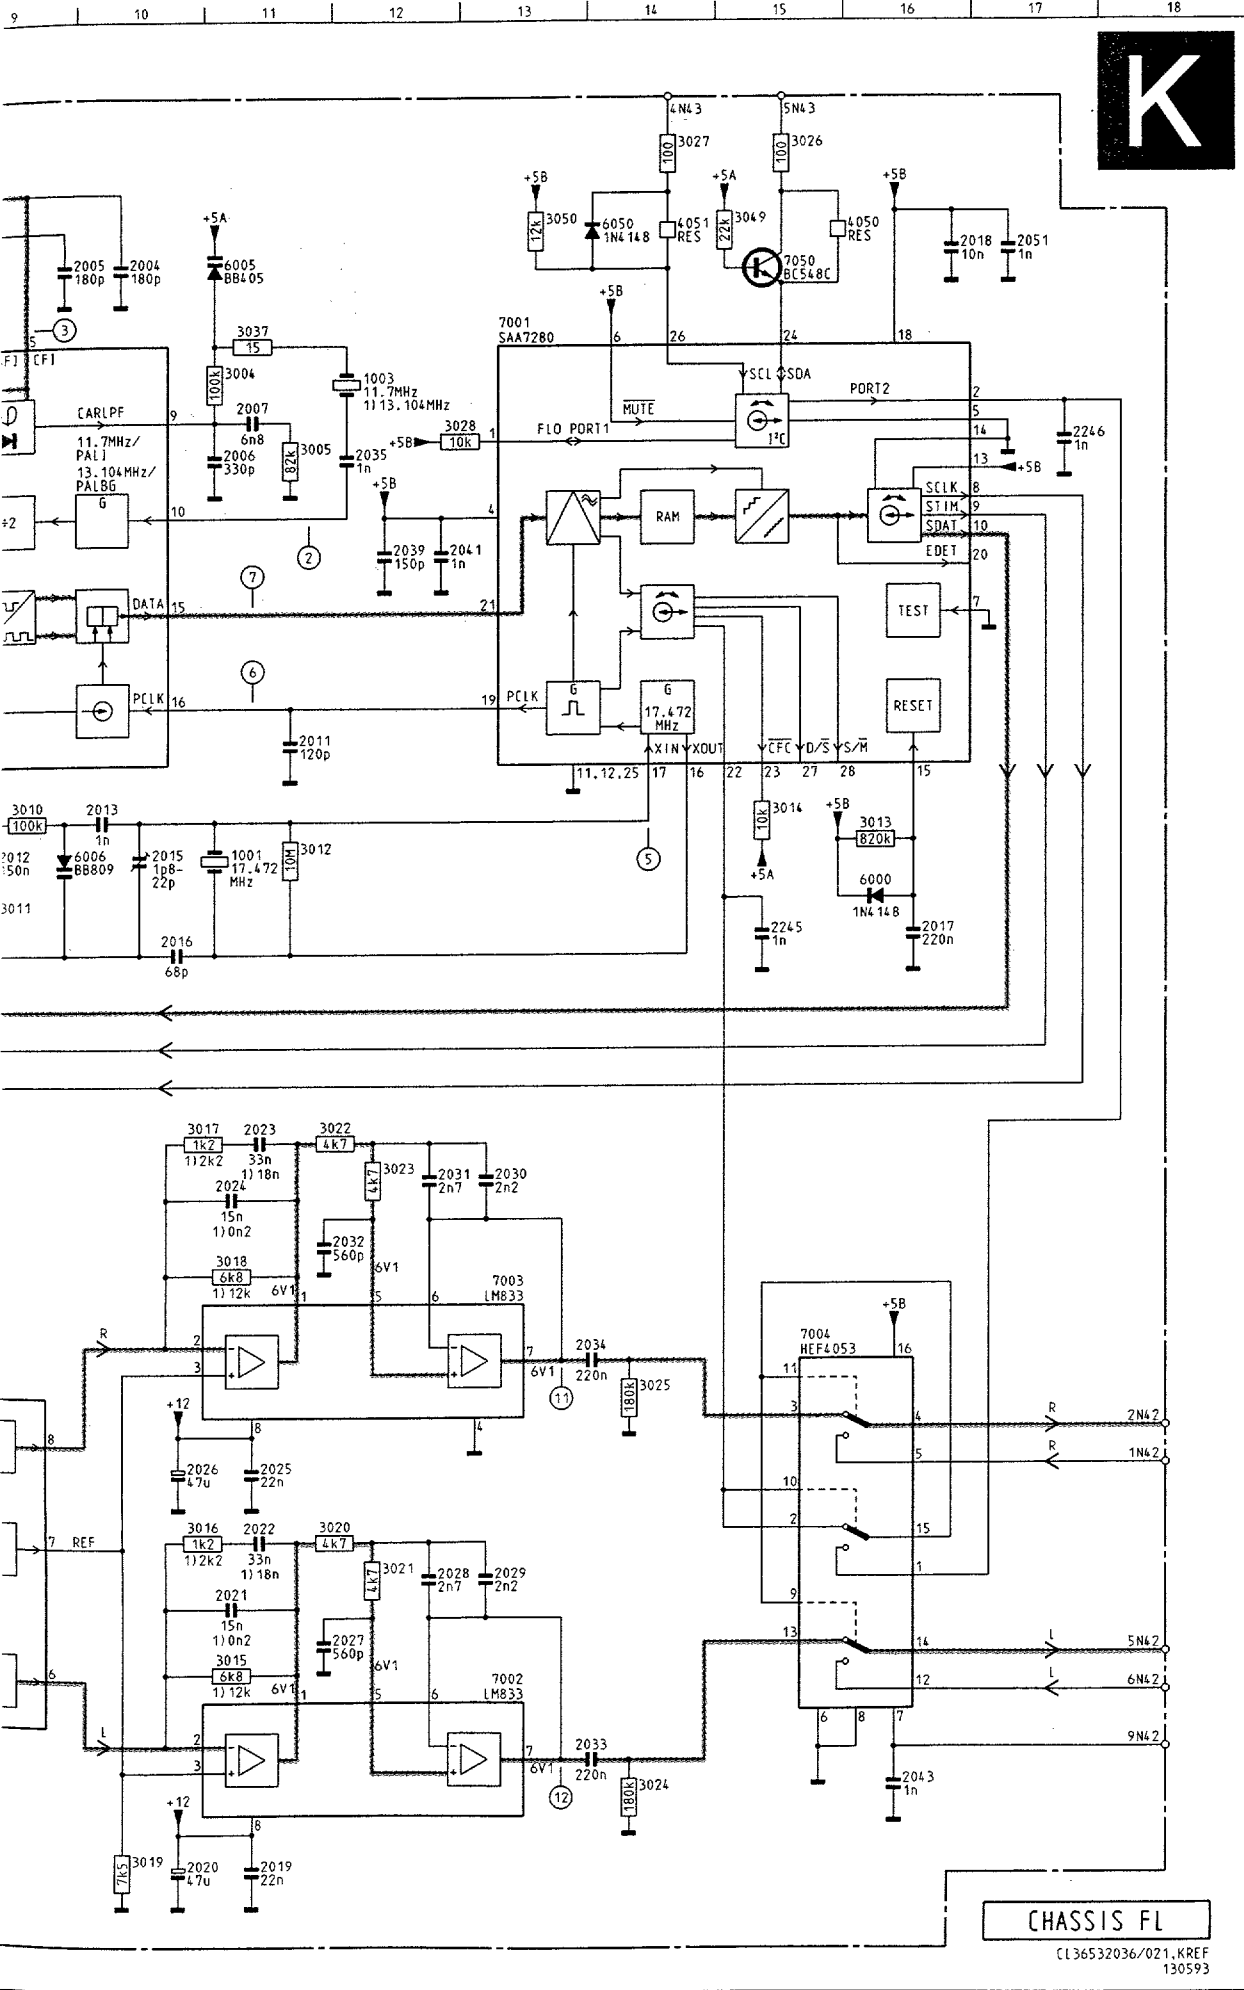 9 10 11 12 13 14 15 16 17 18
K
4N43 5N43
100 3027 100 3026
+5B +5A +5B
12k 3050 6050 1N4148 4051 RES 22k 3049 4050 RES
7050 BC548C
2018 10n 2051 1n
+5A
2005 180p 2004 180p 6005 BB405
3
+5B
7001 SAA7280
6 26 24 18
5
CF]
3037
15
100k 3004
1003
11.7MHz
1)13.104MHz
SCL SDA
PORT2 2
MUTE
I²C
5
14
13 +5B
2246 1n
CARLPF 9
11.7MHz/
PALI
13.104MHz/
PALBG
2007
6n8
2006
330p
82k 3005
2035
1n
+5B 3028
10k
1 FLO PORT1
G
÷2
10
2
+5B
4
2039
150p
2041
1n
RAM
SCLK 8
STIM 9
SDAT 10
EDET 20
7
DATA 15
21
TEST 7
6
PCLK 16
19 PCLK
G
G
17.472
MHz
RESET
2011
120p
XIN XOUT CFC D/S S/M
11,12,25 17 16 22 23 27 28 15
3010
100k
2013
1n
6006
BB809
2015
1p8-
22p
1001
17.472
MHz
10M 3012
5
10k 3014
+5A
+5B
3013
820k
6000
1N4148
3011
2016
68p
2245
1n
2017
220n
3017
1k2
1)2k2
2023
33n
1)18n
3022
4k7
4k7 3023
2031
2n7
2030
2n2
2024
15n
1)0n2
2032
560p
3018
6k8
1)12k
6V1 6V1
7003
LM833
1 5 6
R
2
3
7
6V1
2034
220n
11
180k 3025
8 4
+12
2026
47u
2025
22n
8
7 REF
6
+5B
7004
HEF4053
16
11
3 4 R 2N42
5 R 1N42
10
2 15
1
9
13 14 L 5N42
12 L 6N42
6 8 7
9N42
2043
1n
3016
1k2
1)2k2
2022
33n
1)18n
3020
4k7
4k7 3021
2028
2n7
2029
2n2
2021
15n
1)0n2
2027
560p
3015
6k8
1)12k
6V1 6V1
7002
LM833
1 5 6
L
2
3
7
6V1
2033
220n
12
180k 3024
8
+12
7k5 3019
2020
47u
2019
22n
CHASSIS FL
CL36532036/021,KREF
130593